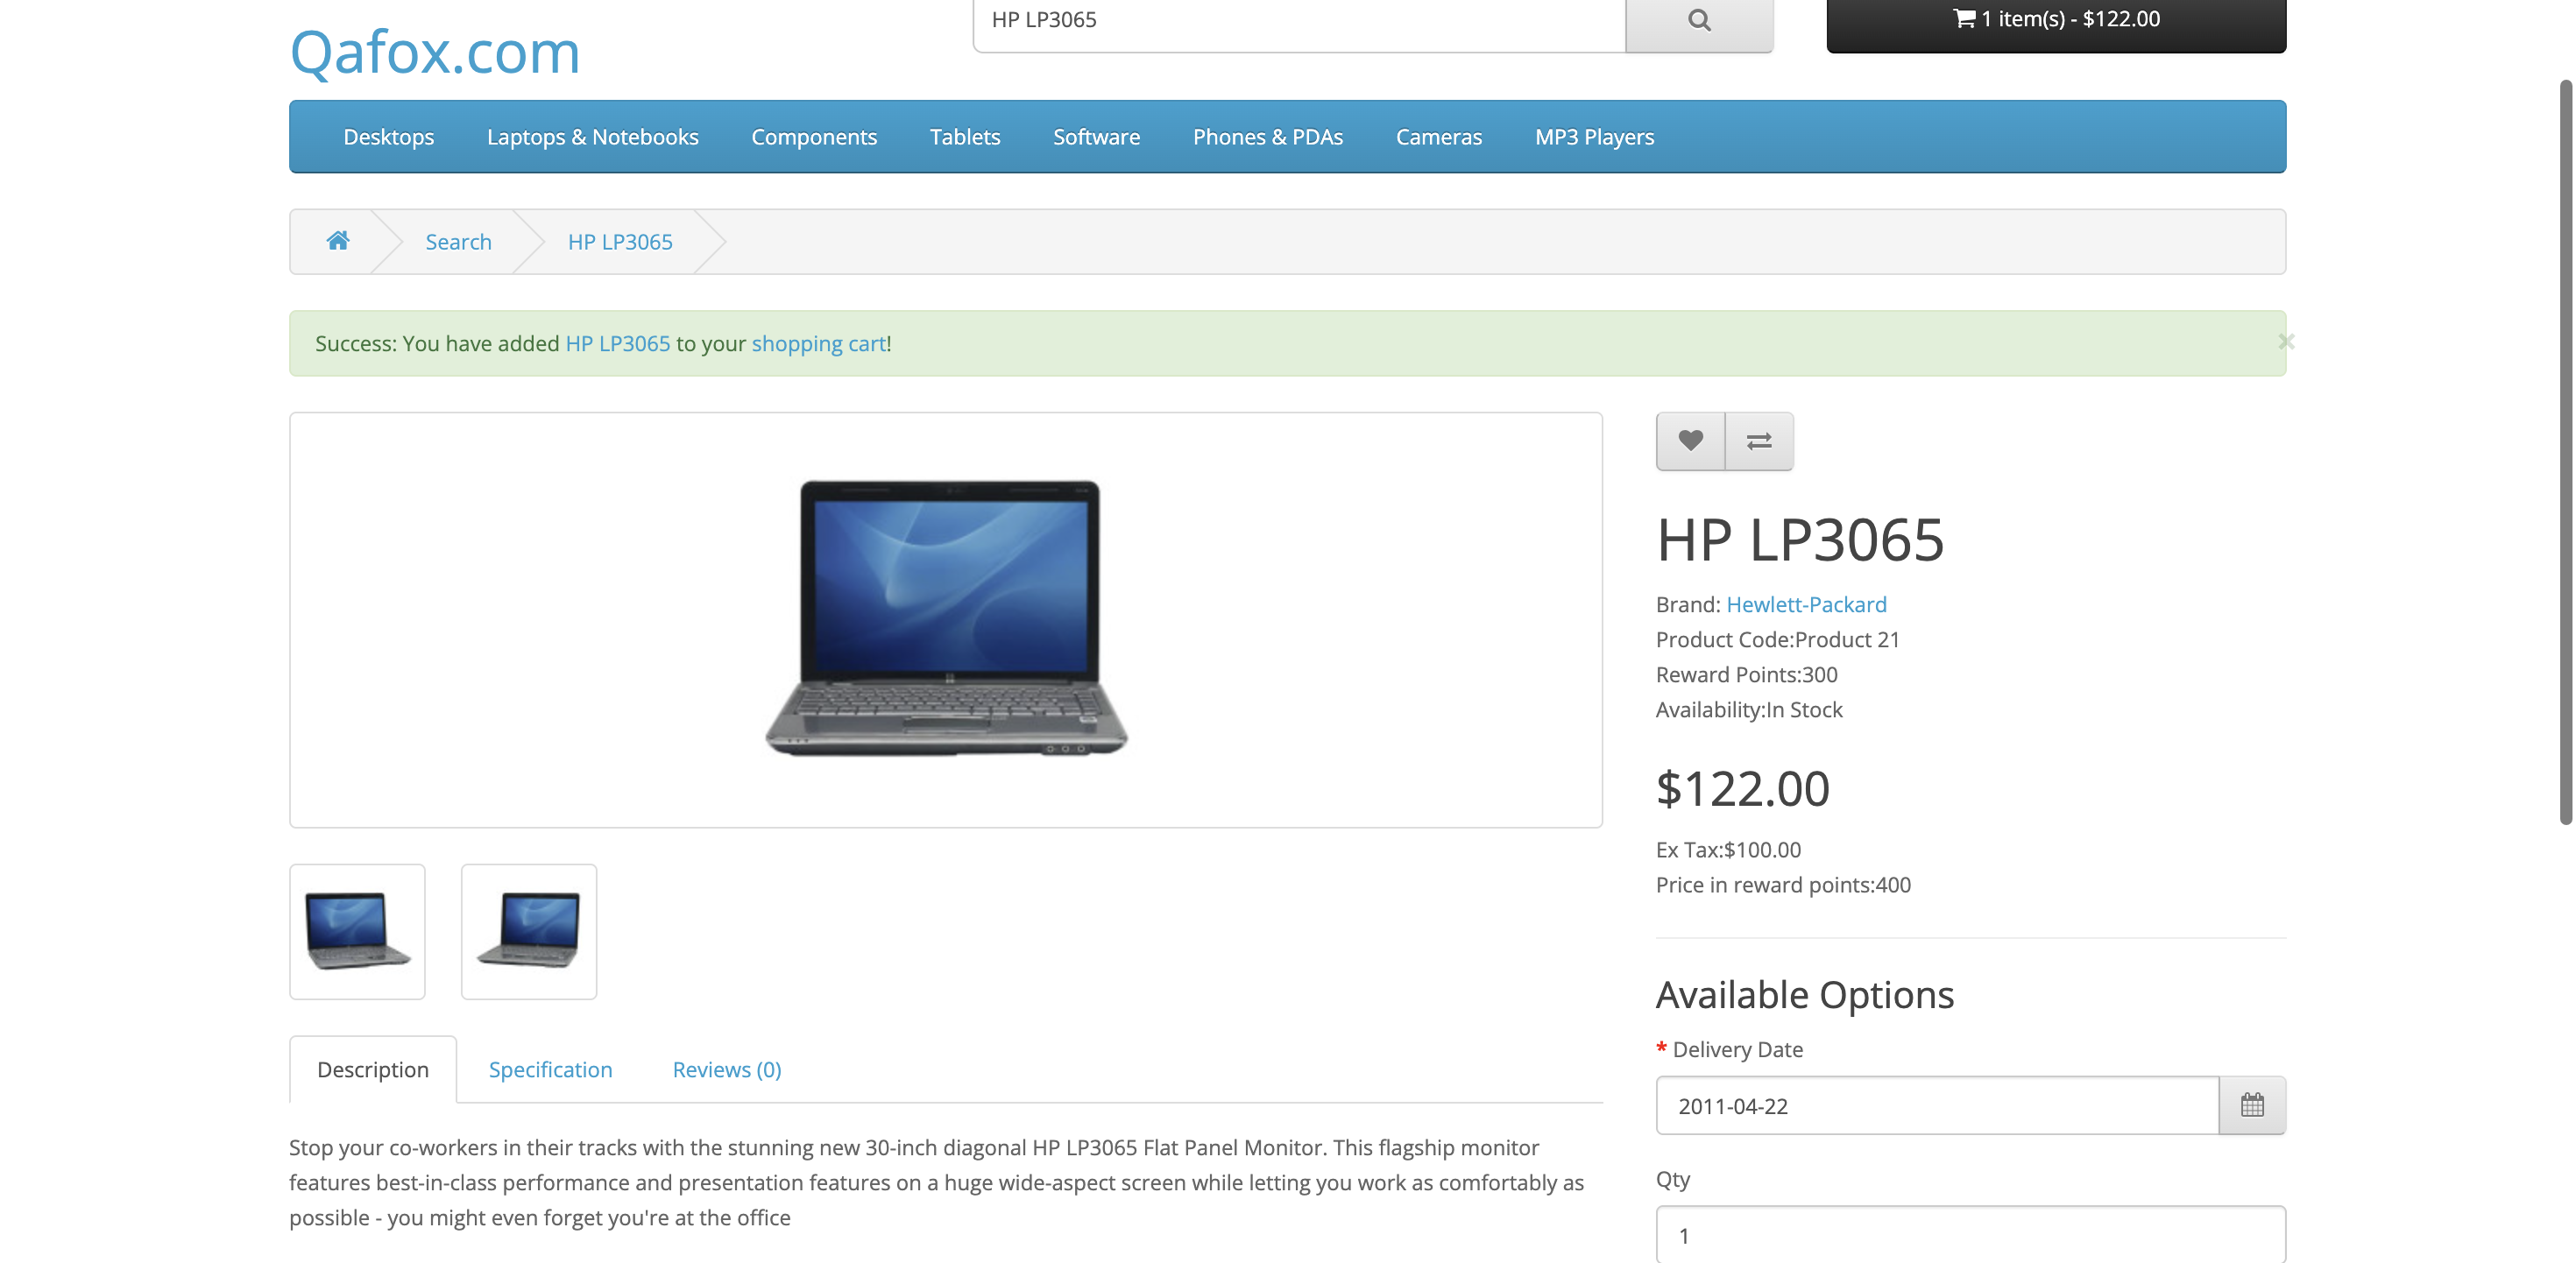 Qafox.com
HP LP3065
1 item(s) - $122.00
Desktops
Laptops & Notebooks
Components
Tablets
Software
Phones & PDAs
Cameras
MP3 Players
Search
HP LP3065
Success: You have added HP LP3065 to your shopping cart!
×
HP LP3065
Brand: Hewlett-Packard
Product Code:Product 21
Reward Points:300
Availability:In Stock
$122.00
Ex Tax:$100.00
Price in reward points:400
Available Options
* Delivery Date
2011-04-22
Qty
1
Description
Specification
Reviews (0)
Stop your co-workers in their tracks with the stunning new 30-inch diagonal HP LP3065 Flat Panel Monitor. This flagship monitor
features best-in-class performance and presentation features on a huge wide-aspect screen while letting you work as comfortably as
possible - you might even forget you're at the office